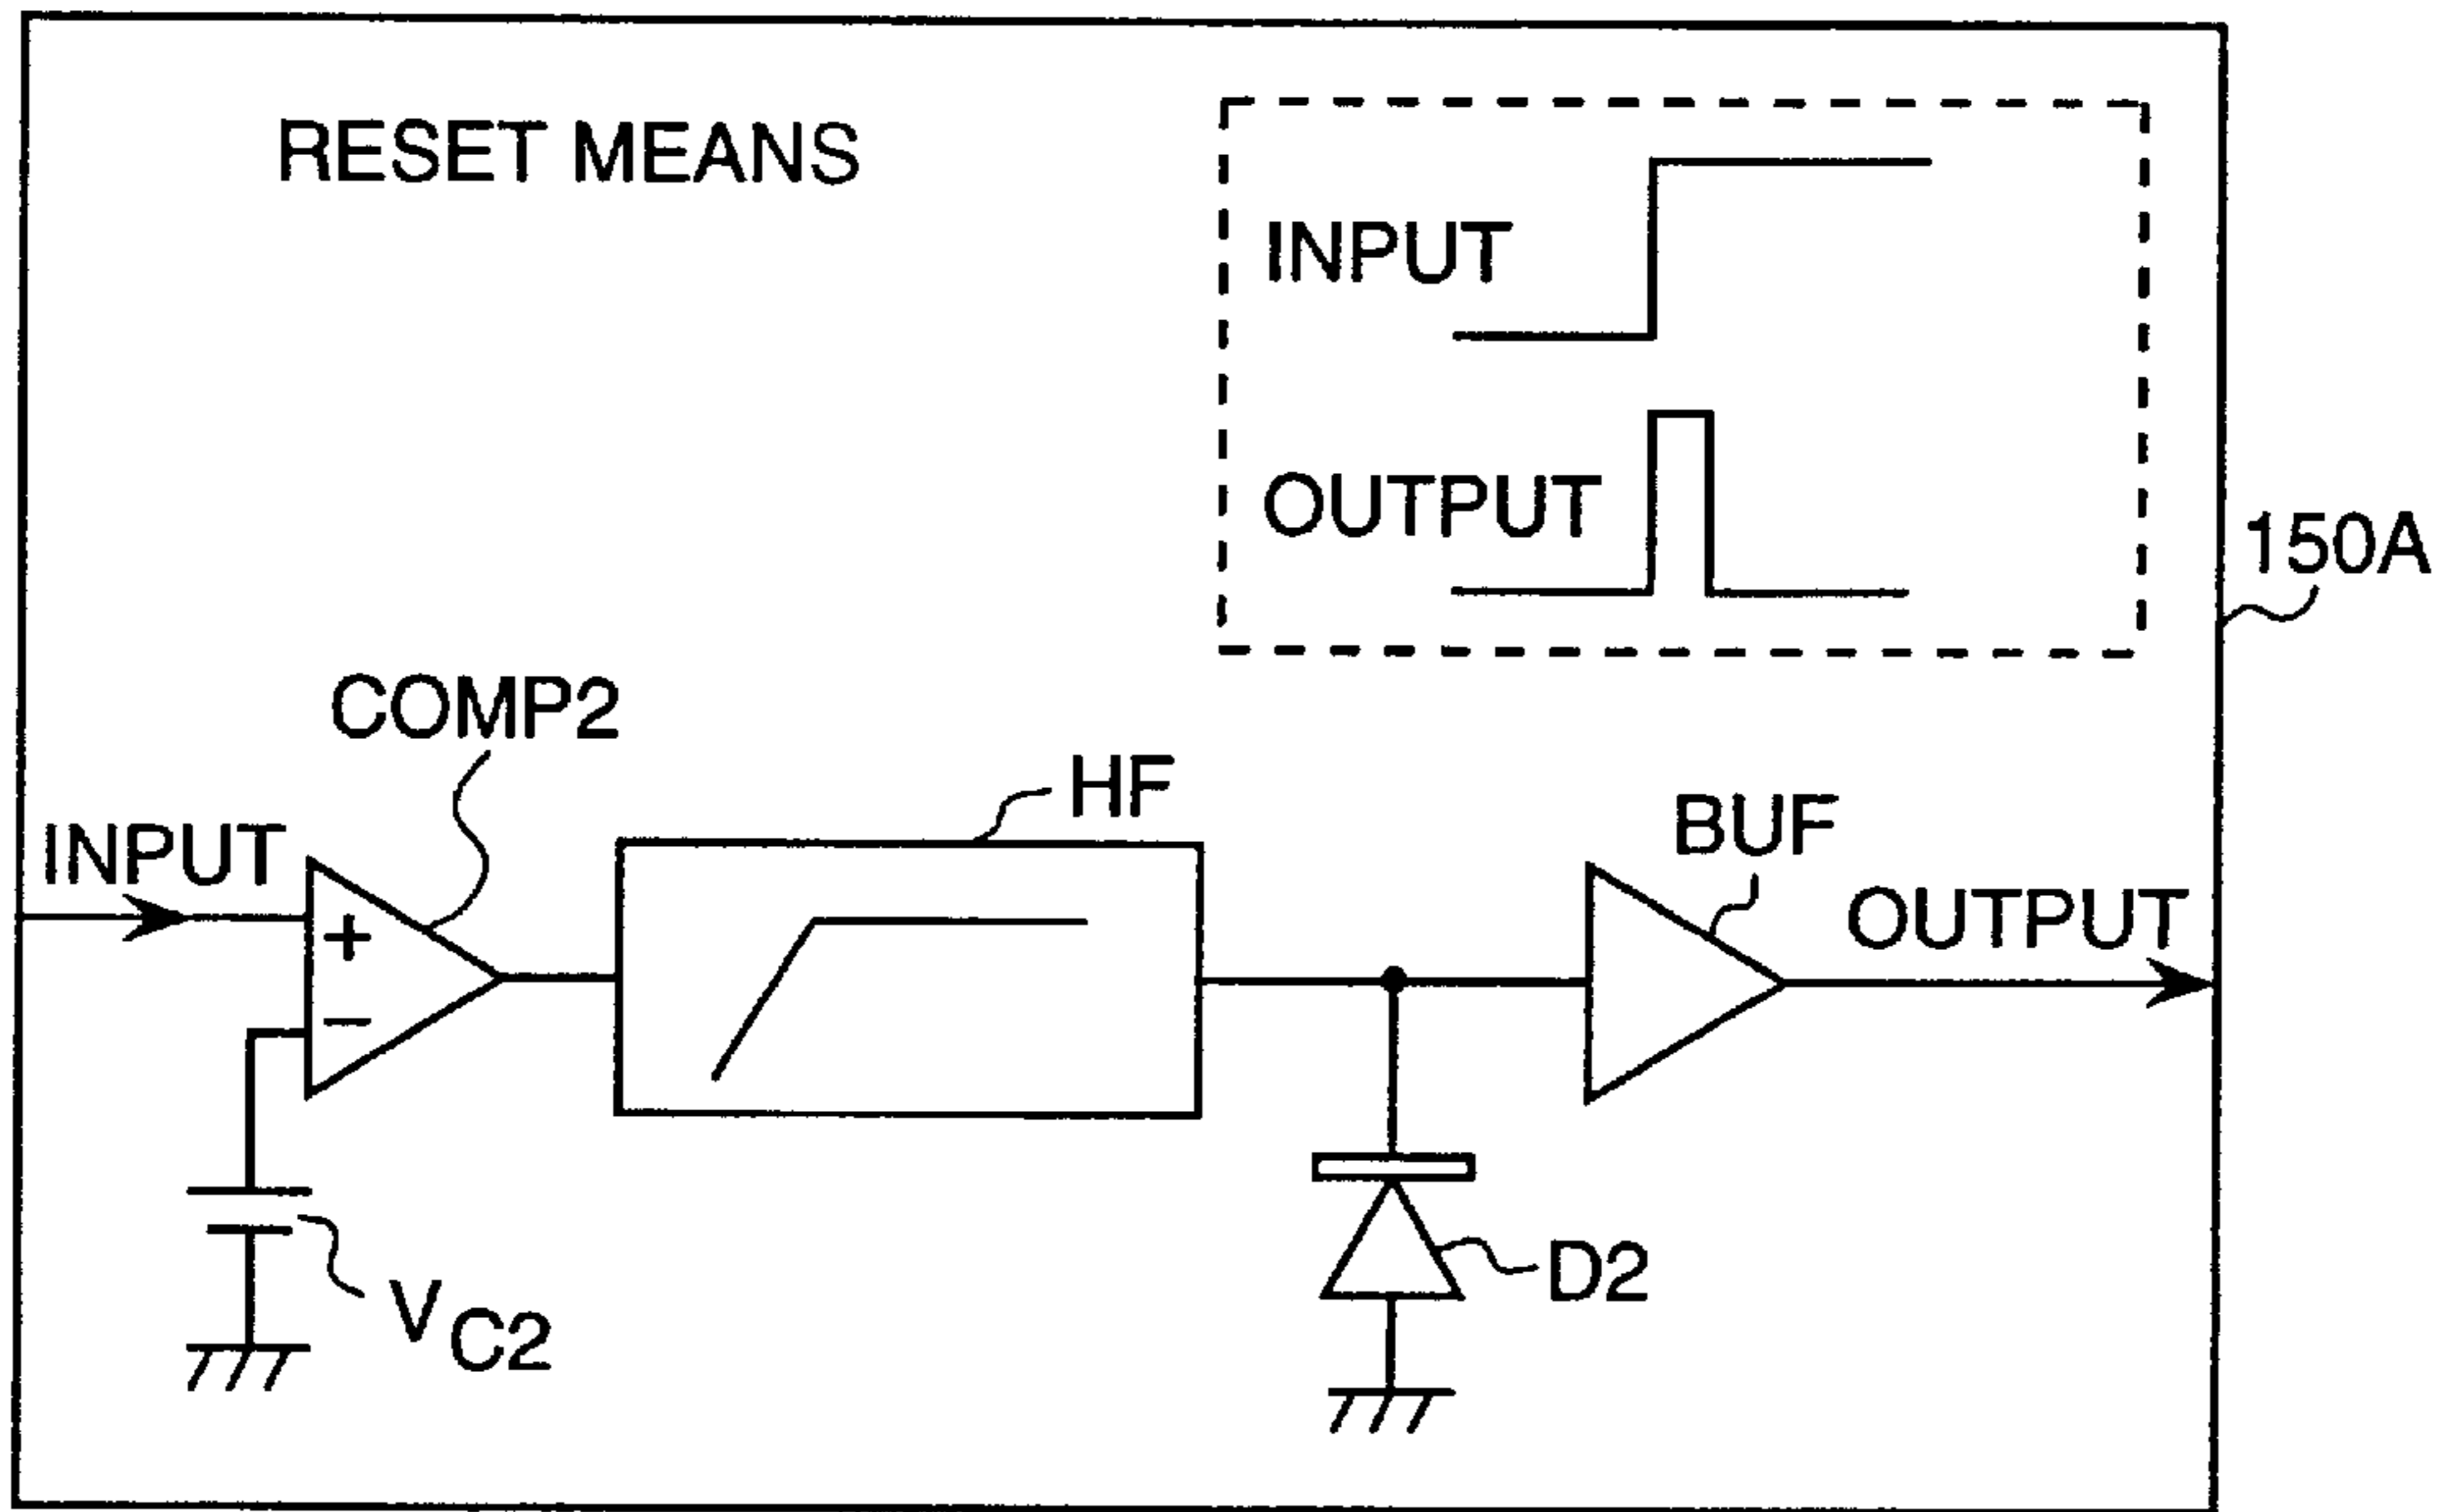 RESET MEANS
INPUT
OUTPUT
150A
COMP2
HF
BUF
INPUT
OUTPUT
+
−
D2
VC2